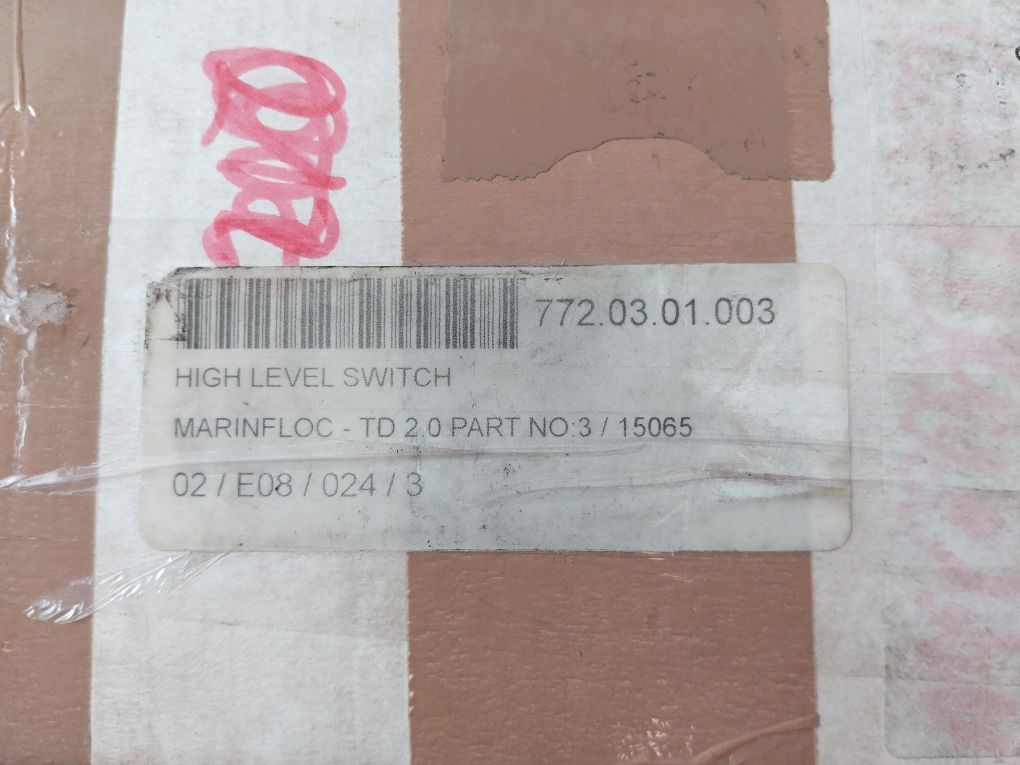 772.03.01.003
HIGH LEVEL SWITCH
MARINFLOC - TD 2.0 PART NO:3 / 15065
02 / E08 / 024 / 3